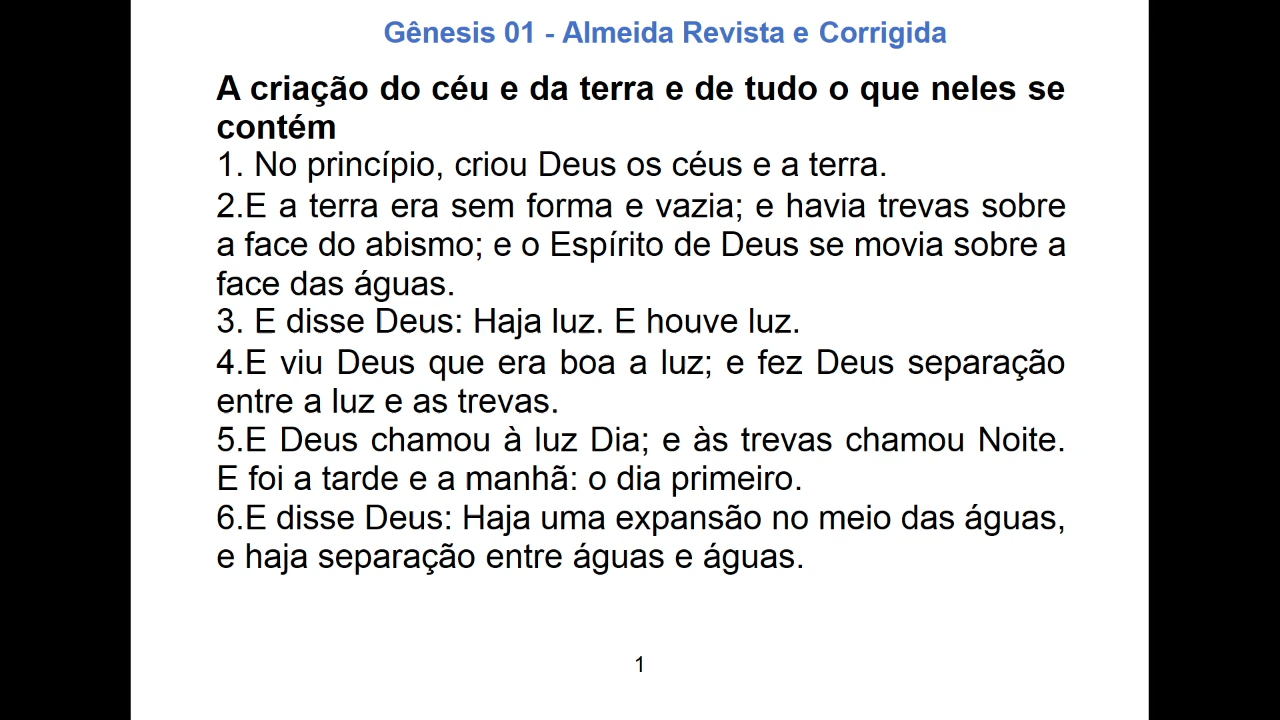 Gênesis 01 - Almeida Revista e Corrigida
A criação do céu e da terra e de tudo o que neles se
contém
1. No princípio, criou Deus os céus e a terra.
2.E a terra era sem forma e vazia; e havia trevas sobre
a face do abismo; e o Espírito de Deus se movia sobre a
face das águas.
3. E disse Deus: Haja luz. E houve luz.
4.E viu Deus que era boa a luz; e fez Deus separação
entre a luz e as trevas.
5.E Deus chamou à luz Dia; e às trevas chamou Noite.
E foi a tarde e a manhã: o dia primeiro.
6.E disse Deus: Haja uma expansão no meio das águas,
e haja separação entre águas e águas.
1